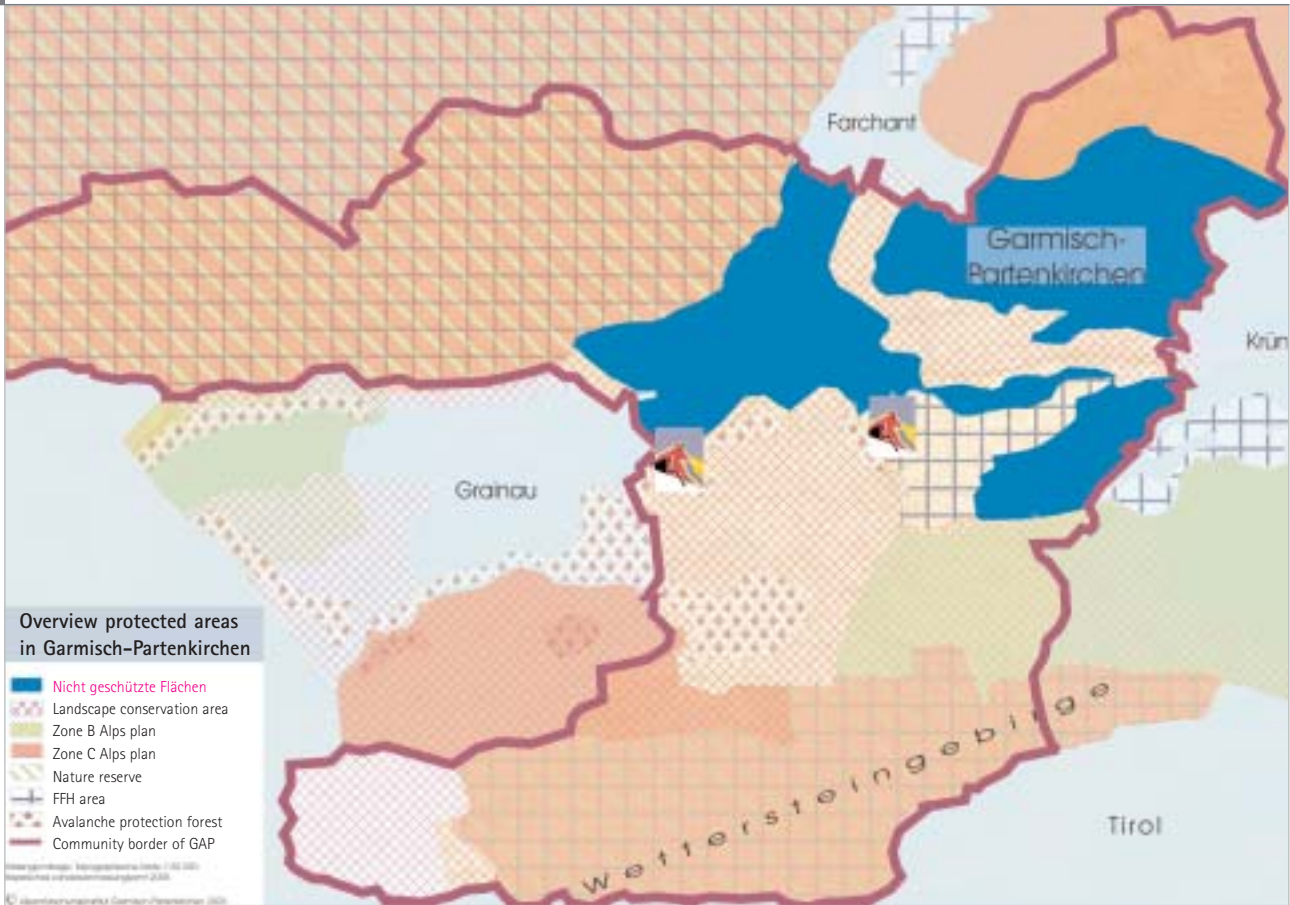 Farchant
Garmisch-
Partenkirchen
Krün
Grainau
Overview protected areas
in Garmisch-Partenkirchen
Nicht geschützte Flächen
Landscape conservation area
Zone B Alps plan
Zone C Alps plan
Nature reserve
FFH area
Avalanche protection forest
Community border of GAP
Wettersteingebirge
Tirol